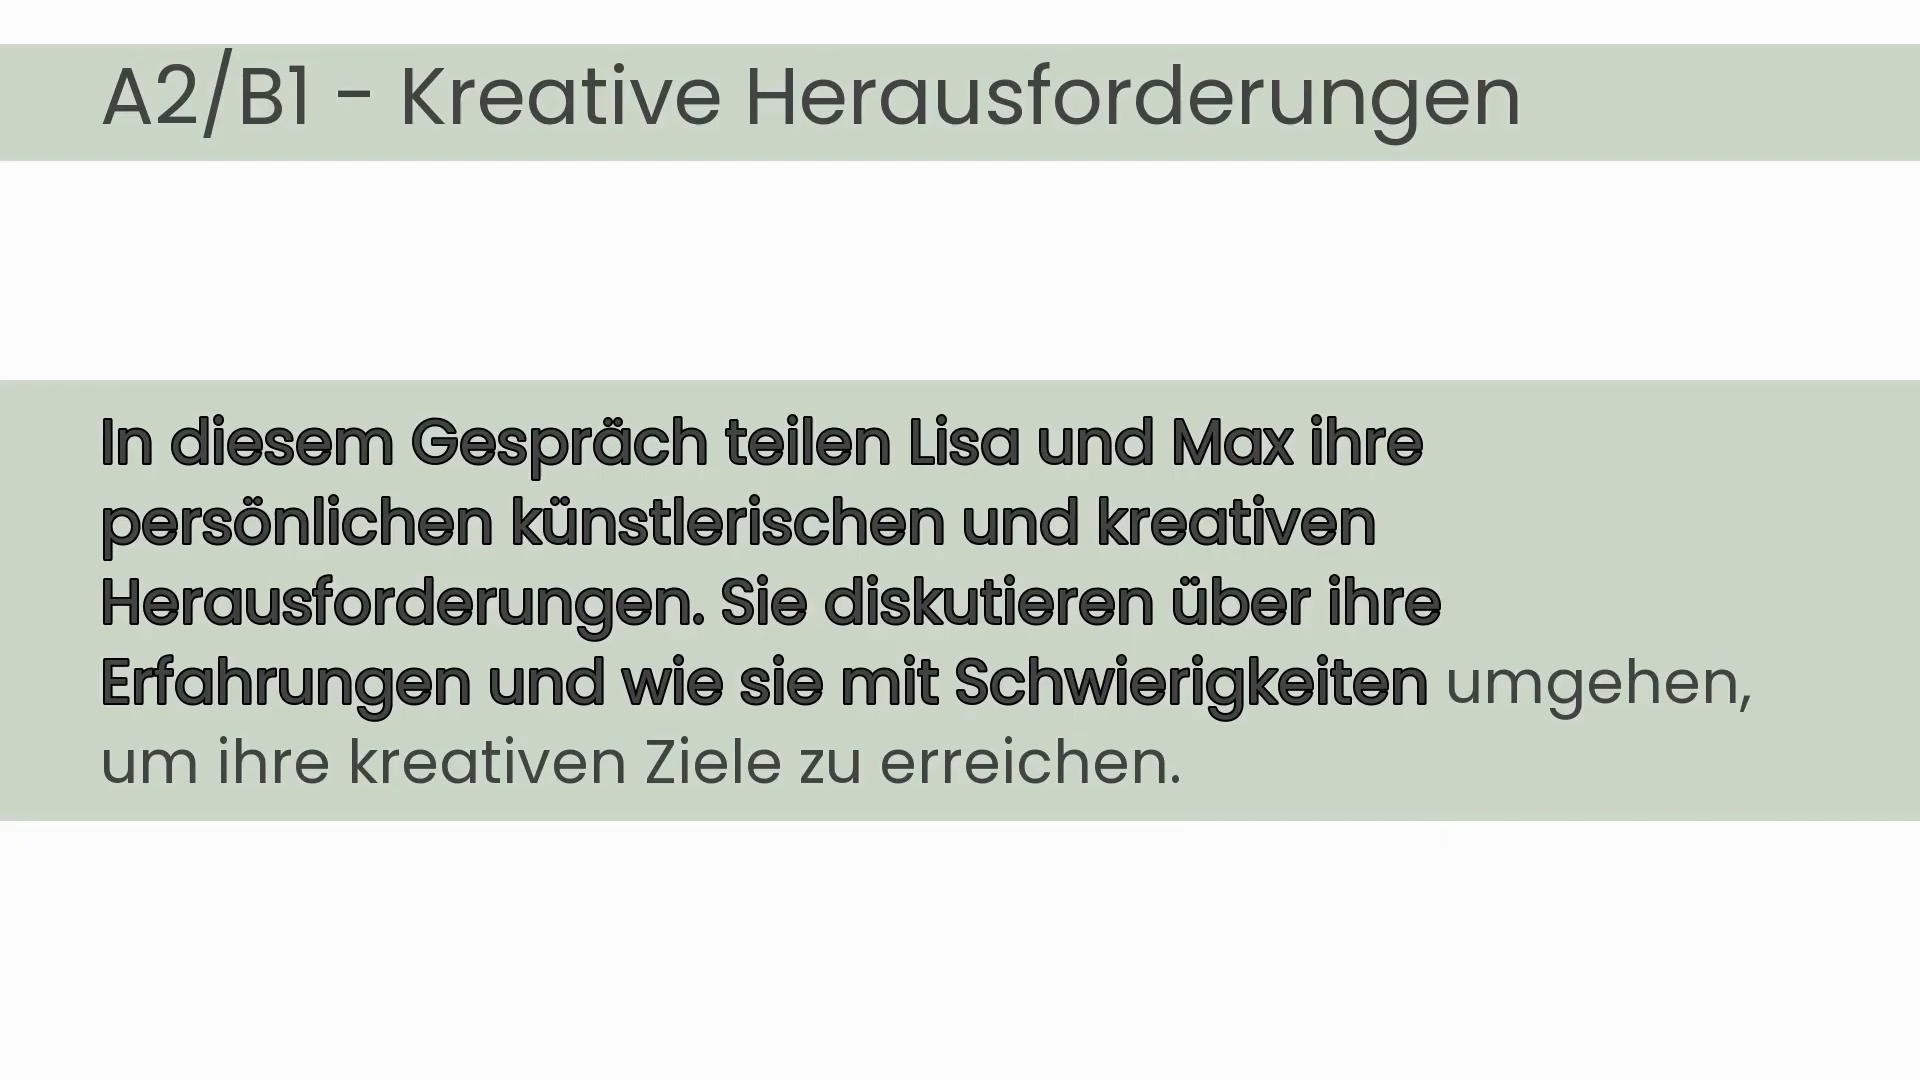 A2/B1 - Kreative Herausforderungen
In diesem Gespräch teilen Lisa und Max ihre
persönlichen künstlerischen und kreativen
Herausforderungen. Sie diskutieren über ihre
Erfahrungen und wie sie mit Schwierigkeiten umgehen,
um ihre kreativen Ziele zu erreichen.